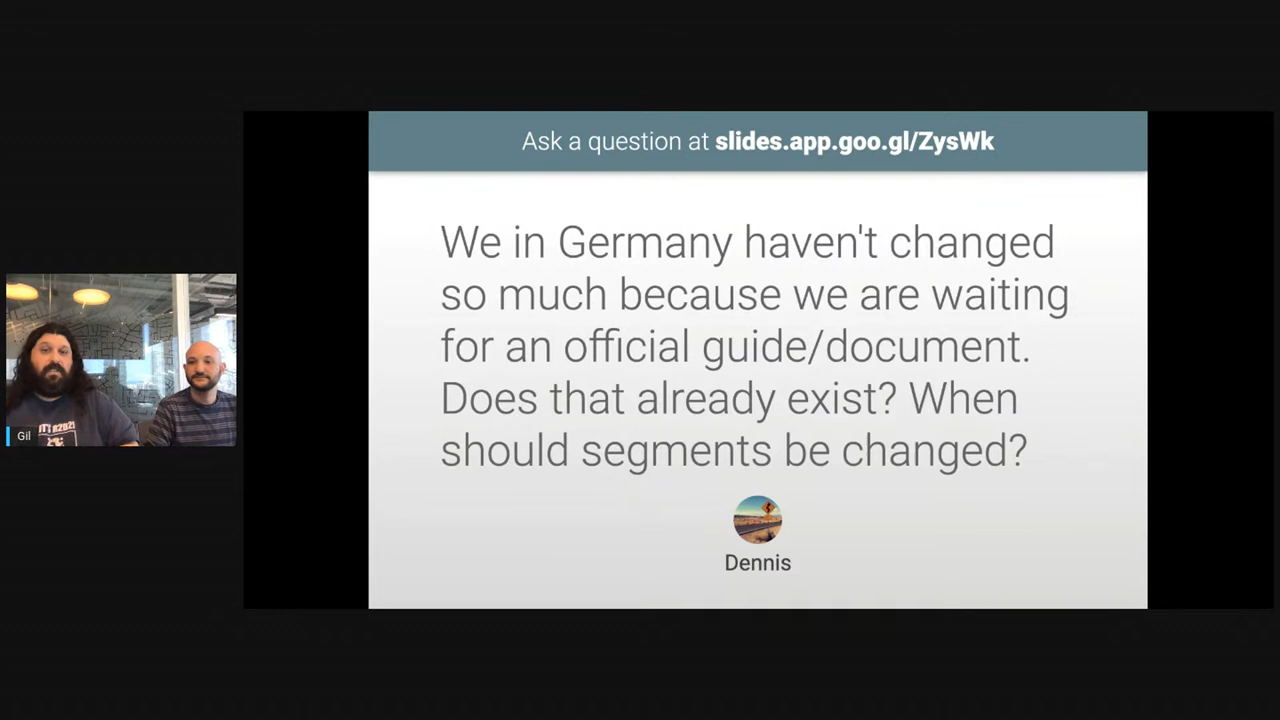 Ask a question at slides.app.goo.gl/ZysWk
We in Germany haven't changed
so much because we are waiting
for an official guide/document.
Does that already exist? When
should segments be changed?
Dennis
Gil